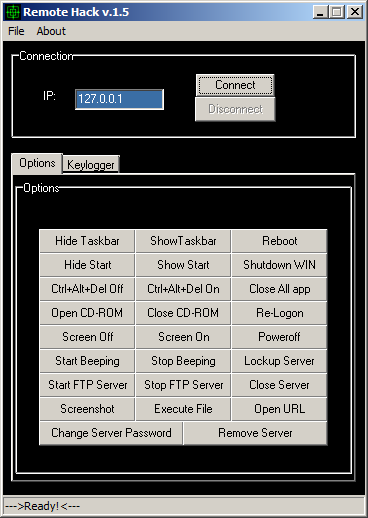 Remote Hack v.1.5
File About
Connection
IP: 127.0.0.1 Connect
Disconnect
Options Keylogger
Options
Hide Taskbar ShowTaskbar Reboot
Hide Start Show Start Shutdown WIN
Ctrl+Alt+Del Off Ctrl+Alt+Del On Close All app
Open CD-ROM Close CD-ROM Re-Logon
Screen Off Screen On Poweroff
Start Beeping Stop Beeping Lockup Server
Start FTP Server Stop FTP Server Close Server
Screenshot Execute File Open URL
Change Server Password Remove Server
--->Ready!<---